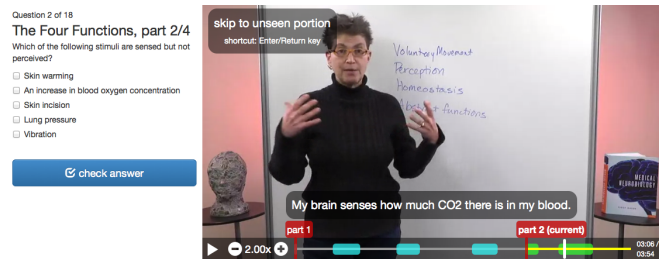 Question 2 of 18
The Four Functions, part 2/4
Which of the following stimuli are sensed but not
perceived?
Skin warming
An increase in blood oxygen concentration
Skin incision
Lung pressure
Vibration
check answer
skip to unseen portion
shortcut: Enter/Return key
Voluntary Movement
Perception
Homeostasis
Abstract functions
MEDICAL
NEUROBIOLOGY
My brain senses how much CO2 there is in my blood.
part 1
part 2 (current)
2.00x
03:06 /
03:54